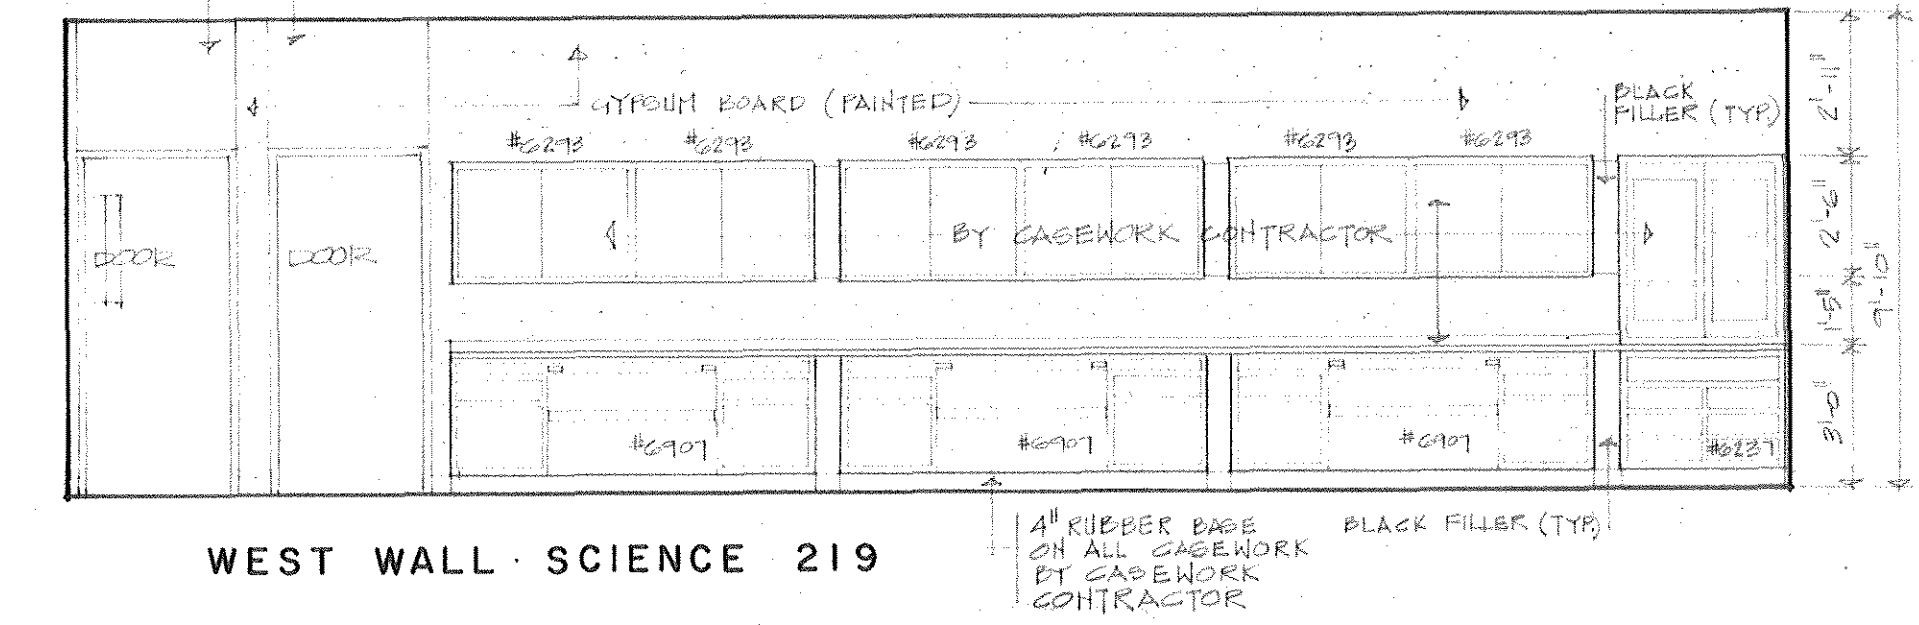 GYPSUM BOARD (PAINTED)
BLACK
FILLER (TYP.)
#6293 #6293 #6293 #6293 #6293 #6293
DOOR DOOR
BY CASEWORK CONTRACTOR
2'-11"
2'-6"
1'-5"
3'-0"
9'-10"
#6907 #6907 #6907 #6237
4" RUBBER BASE
ON ALL CASEWORK
BY CASEWORK
CONTRACTOR
BLACK FILLER (TYP.)
WEST WALL · SCIENCE 219